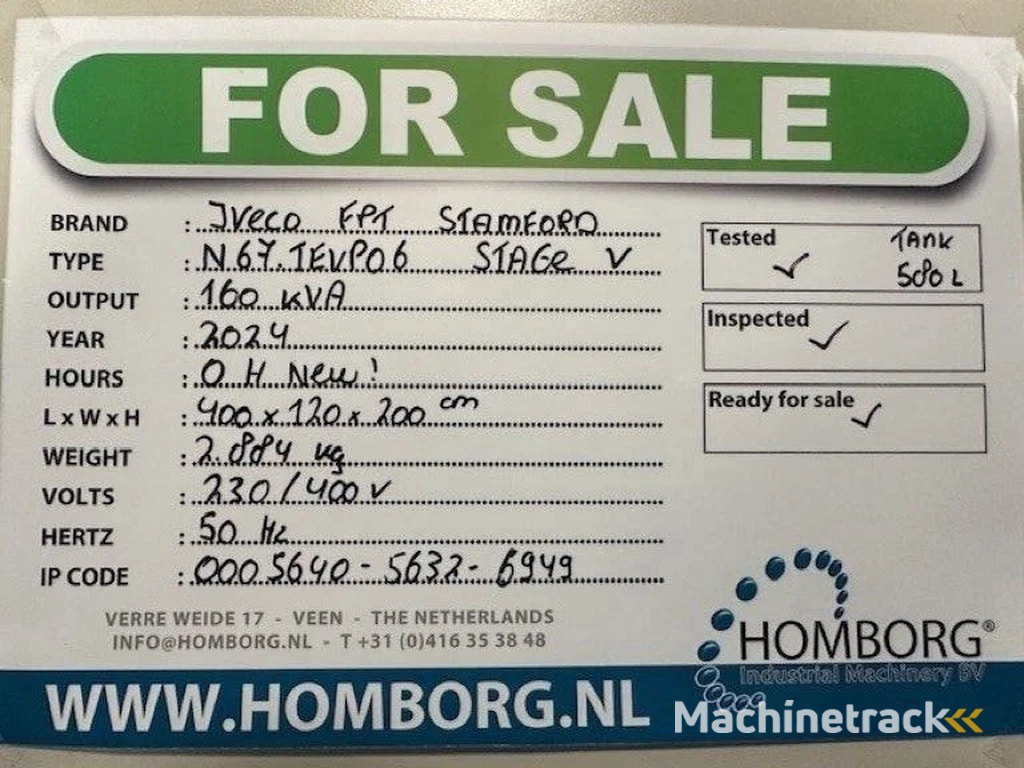 FOR SALE
BRAND : IVECO FPT STAMFORD
TYPE : N67.TEVP06 STAGE V
OUTPUT : 160 KVA
YEAR : 2024
HOURS : 0 H New!
L x W x H : 400 x 120 x 200 cm
WEIGHT : 2.884 kg
VOLTS : 230/400 V
HERTZ : 50 Hz
IP CODE : 0005640-5632-6949
Tested ✓ TANK
580 L
Inspected ✓
Ready for sale ✓
VERRE WEIDE 17 - VEEN - THE NETHERLANDS
INFO@HOMBORG.NL - T +31 (0)416 35 38 48
HOMBORG®
Industrial Machinery BV
WWW.HOMBORG.NL
Machinetrack